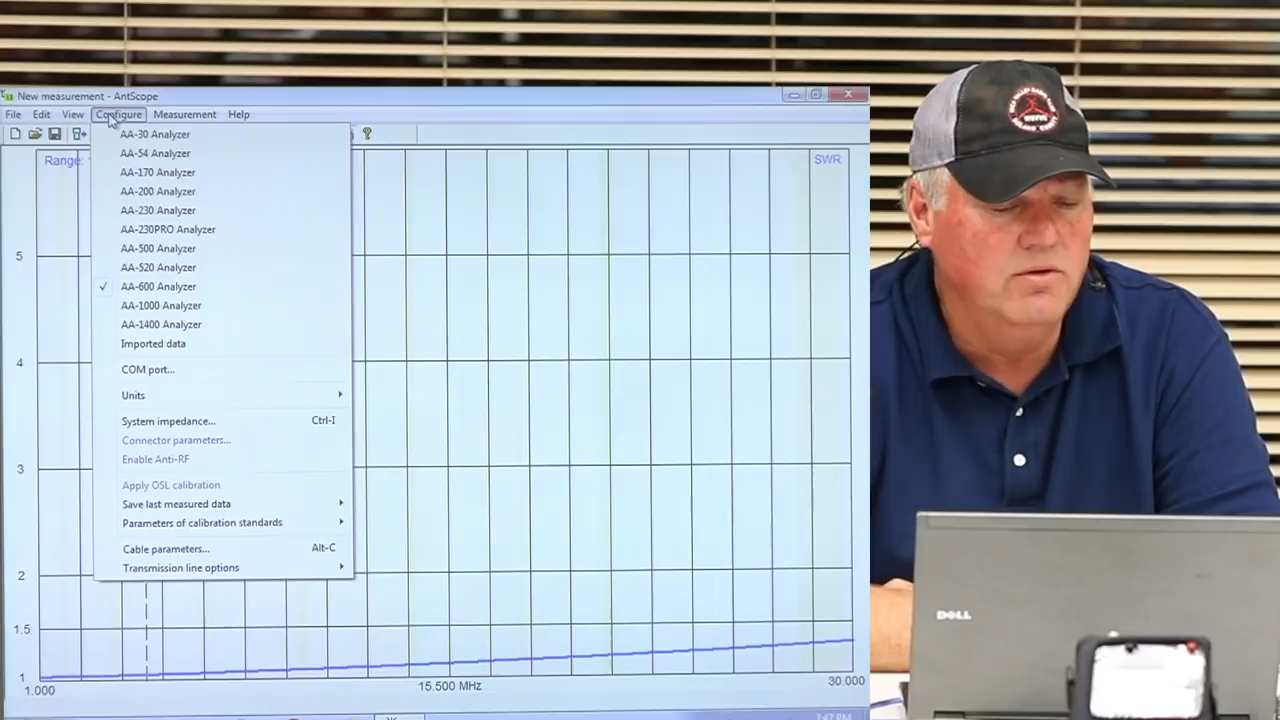 New measurement - AntScope
File Edit View Configure Measurement Help
AA-30 Analyzer
AA-54 Analyzer
AA-170 Analyzer
AA-200 Analyzer
AA-230 Analyzer
AA-230PRO Analyzer
AA-500 Analyzer
AA-520 Analyzer
✓ AA-600 Analyzer
AA-1000 Analyzer
AA-1400 Analyzer
Imported data
COM port...
Units
System impedance... Ctrl-I
Connector parameters...
Enable Anti-RF
Apply OSL calibration
Save last measured data
Parameters of calibration standards
Cable parameters... Alt-C
Transmission line options
Range:
SWR
5
4
3
2
1.5
1
1.000
15.500 MHz
30.000
DELL